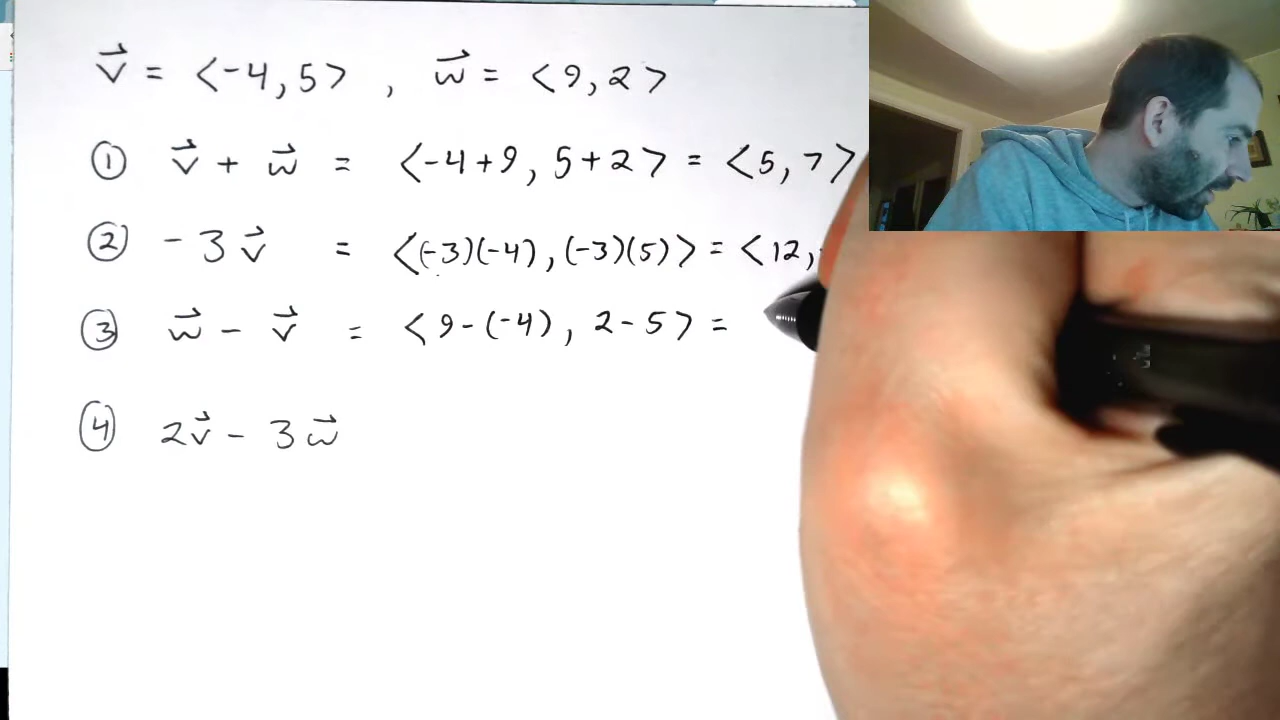 v⃗ = <-4, 5> , w⃗ = <9, 2>
① v⃗ + w⃗ = <-4+9, 5+2> = <5, 7>
② -3v⃗ = <(-3)(-4), (-3)(5)> = <12,
③ w⃗ - v⃗ = <9-(-4), 2-5> =
④ 2v⃗ - 3w⃗